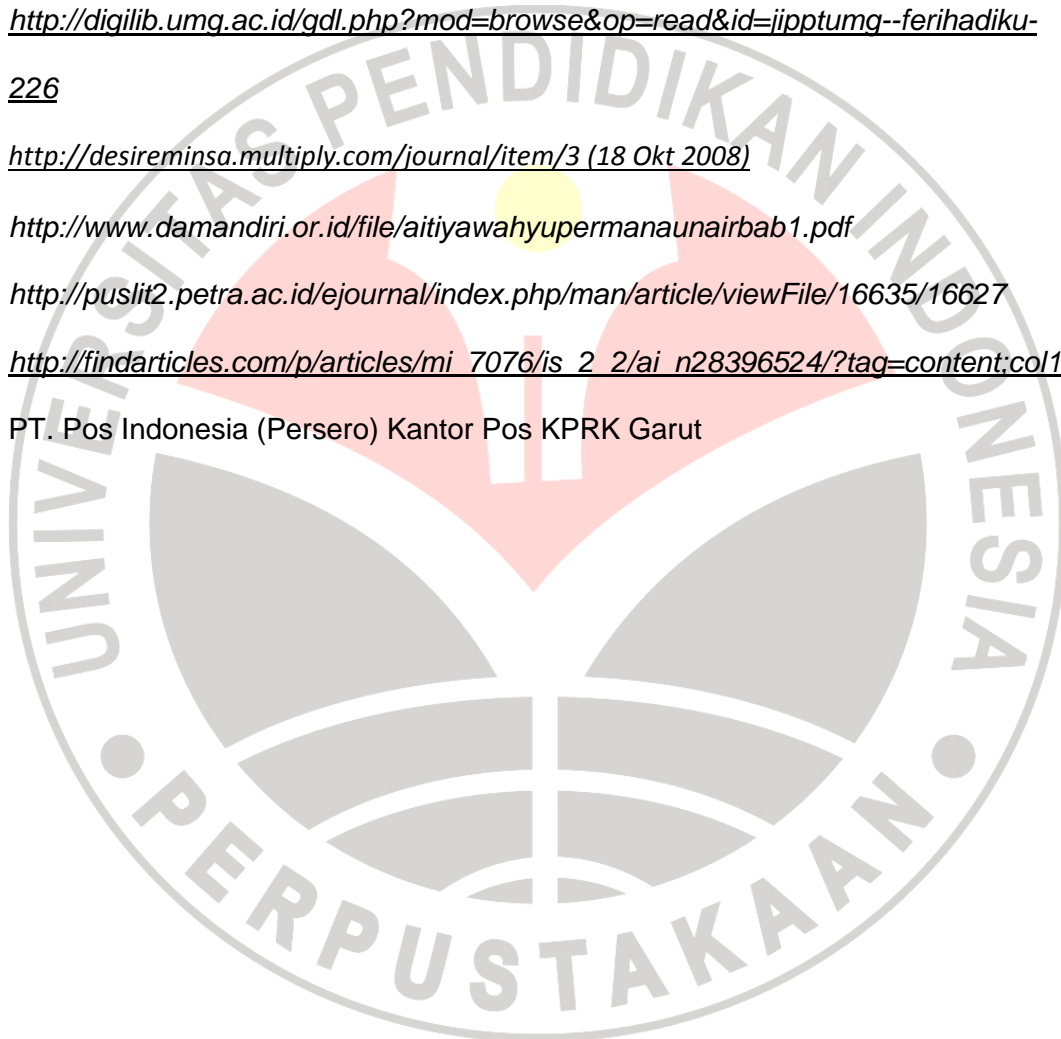 http://digilib.umg.ac.id/gdl.php?mod=browse&op=read&id=jipptumg--ferihadiku-
226
http://desireminsa.multiply.com/journal/item/3 (18 Okt 2008)
http://www.damandiri.or.id/file/aitiyawahyupermanaunairbab1.pdf
http://puslit2.petra.ac.id/ejournal/index.php/man/article/viewFile/16635/16627
http://findarticles.com/p/articles/mi_7076/is_2_2/ai_n28396524/?tag=content;col1
PT. Pos Indonesia (Persero) Kantor Pos KPRK Garut
UNIVERSITAS PENDIDIKAN INDONESIA
PERPUSTAKAAN